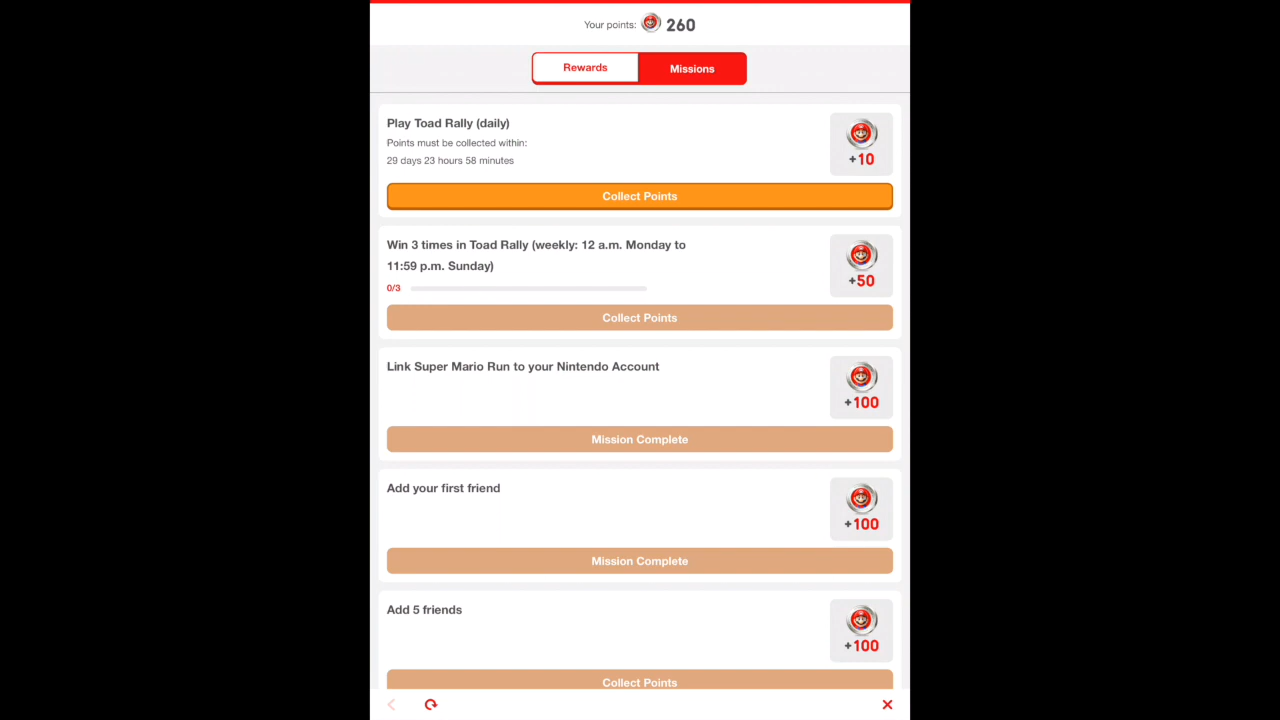 Your points: 260
Rewards
Missions
Play Toad Rally (daily)
Points must be collected within:
29 days 23 hours 58 minutes
+10
Collect Points
Win 3 times in Toad Rally (weekly: 12 a.m. Monday to
11:59 p.m. Sunday)
0/3
+50
Collect Points
Link Super Mario Run to your Nintendo Account
+100
Mission Complete
Add your first friend
+100
Mission Complete
Add 5 friends
+100
Collect Points